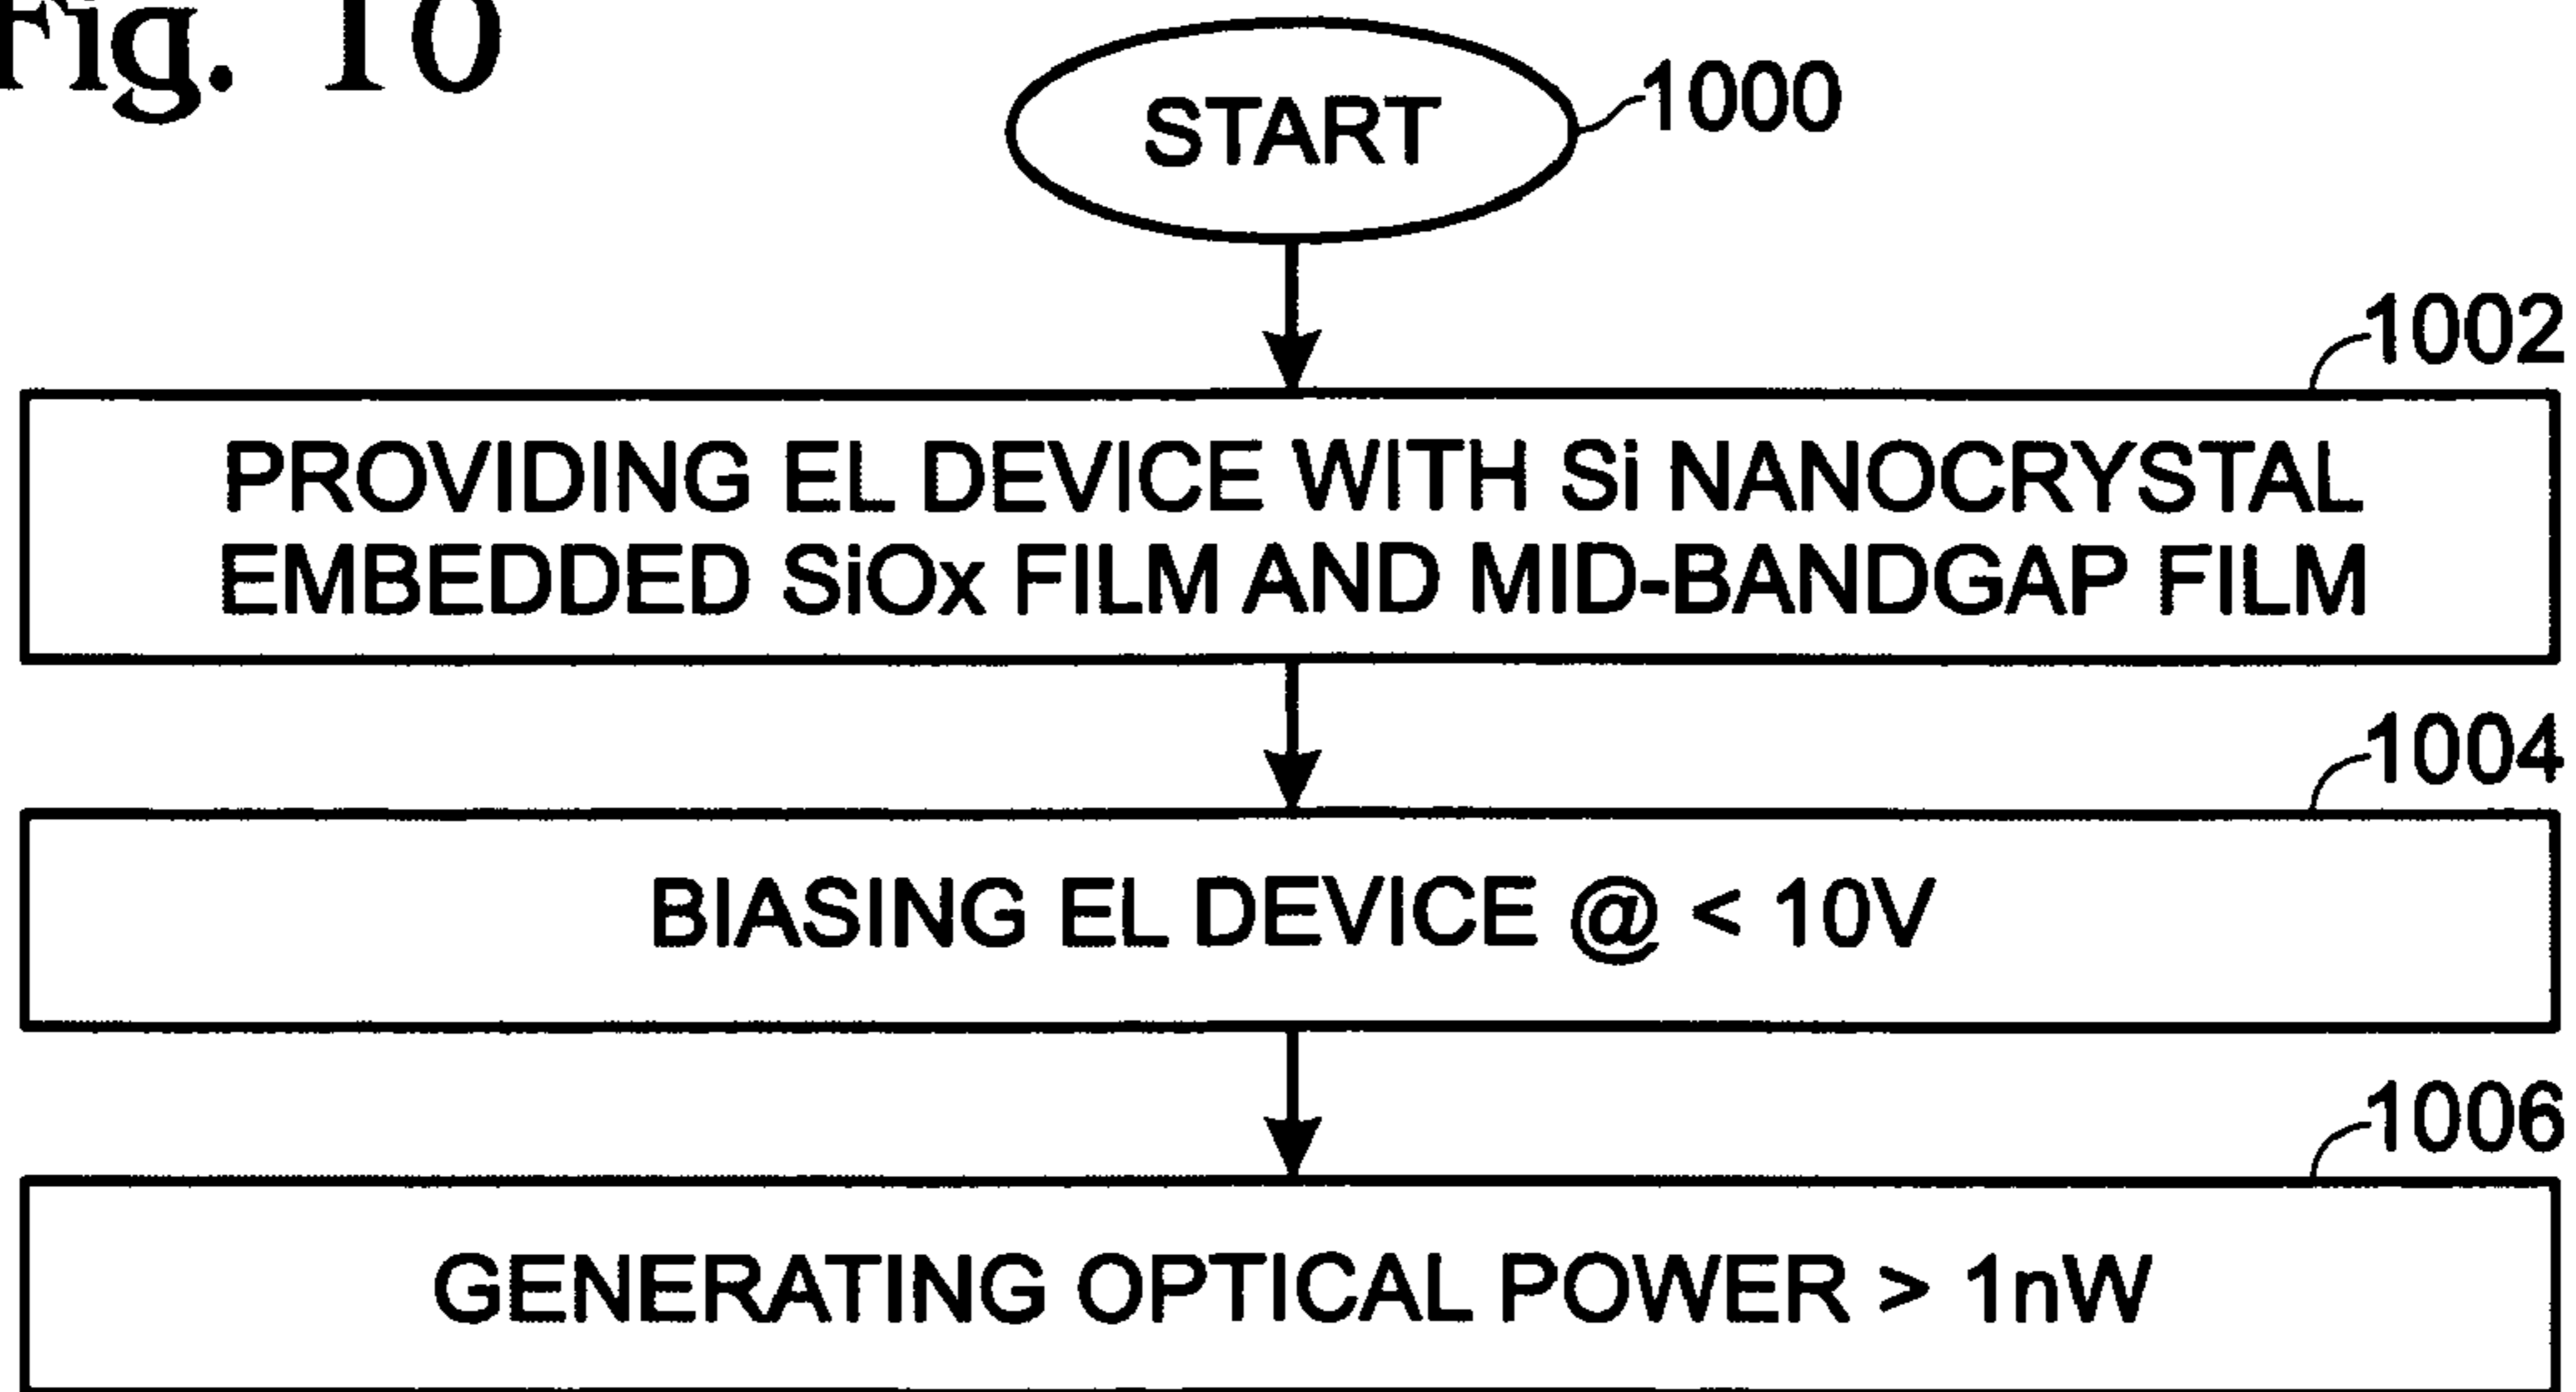 Fig. 10
START
1000
1002
PROVIDING EL DEVICE WITH Si NANOCRYSTAL
EMBEDDED SiOx FILM AND MID-BANDGAP FILM
1004
BIASING EL DEVICE @ < 10V
1006
GENERATING OPTICAL POWER > 1nW